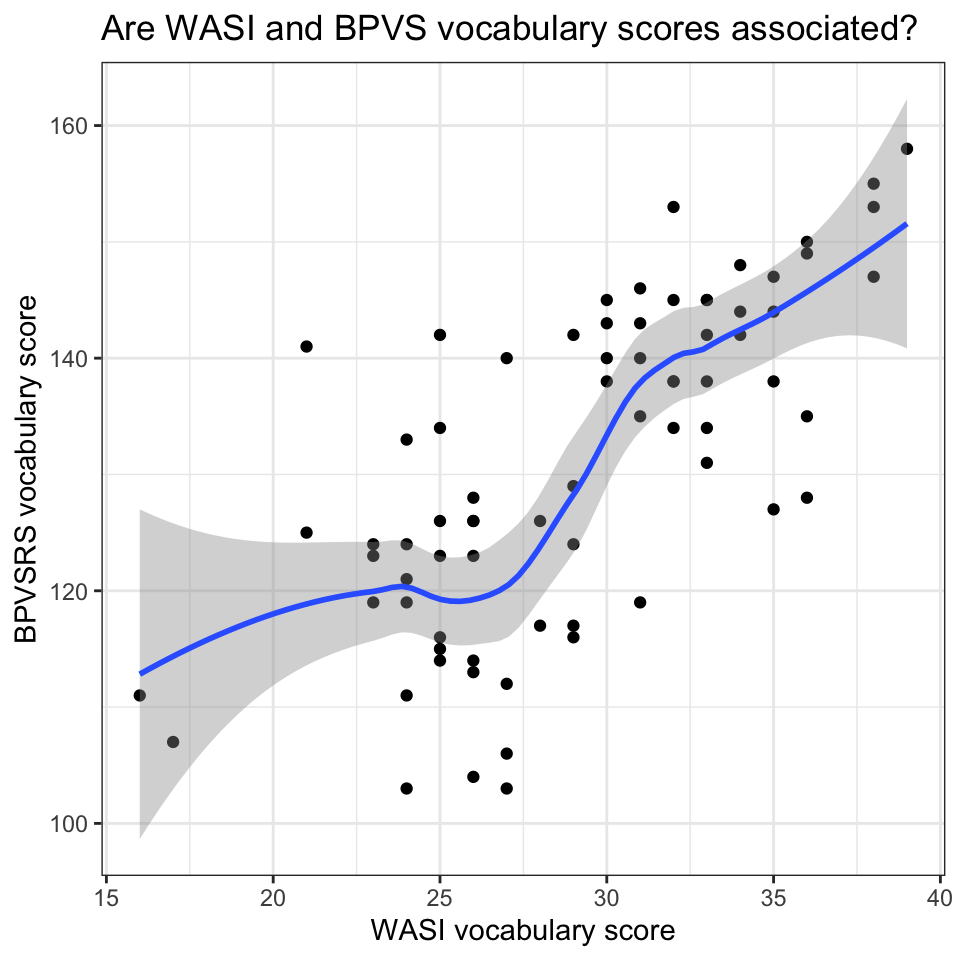 Are WASI and BPVS vocabulary scores associated?
160
140
120
100
BPVSRS vocabulary score
15 20 25 30 35 40
WASI vocabulary score